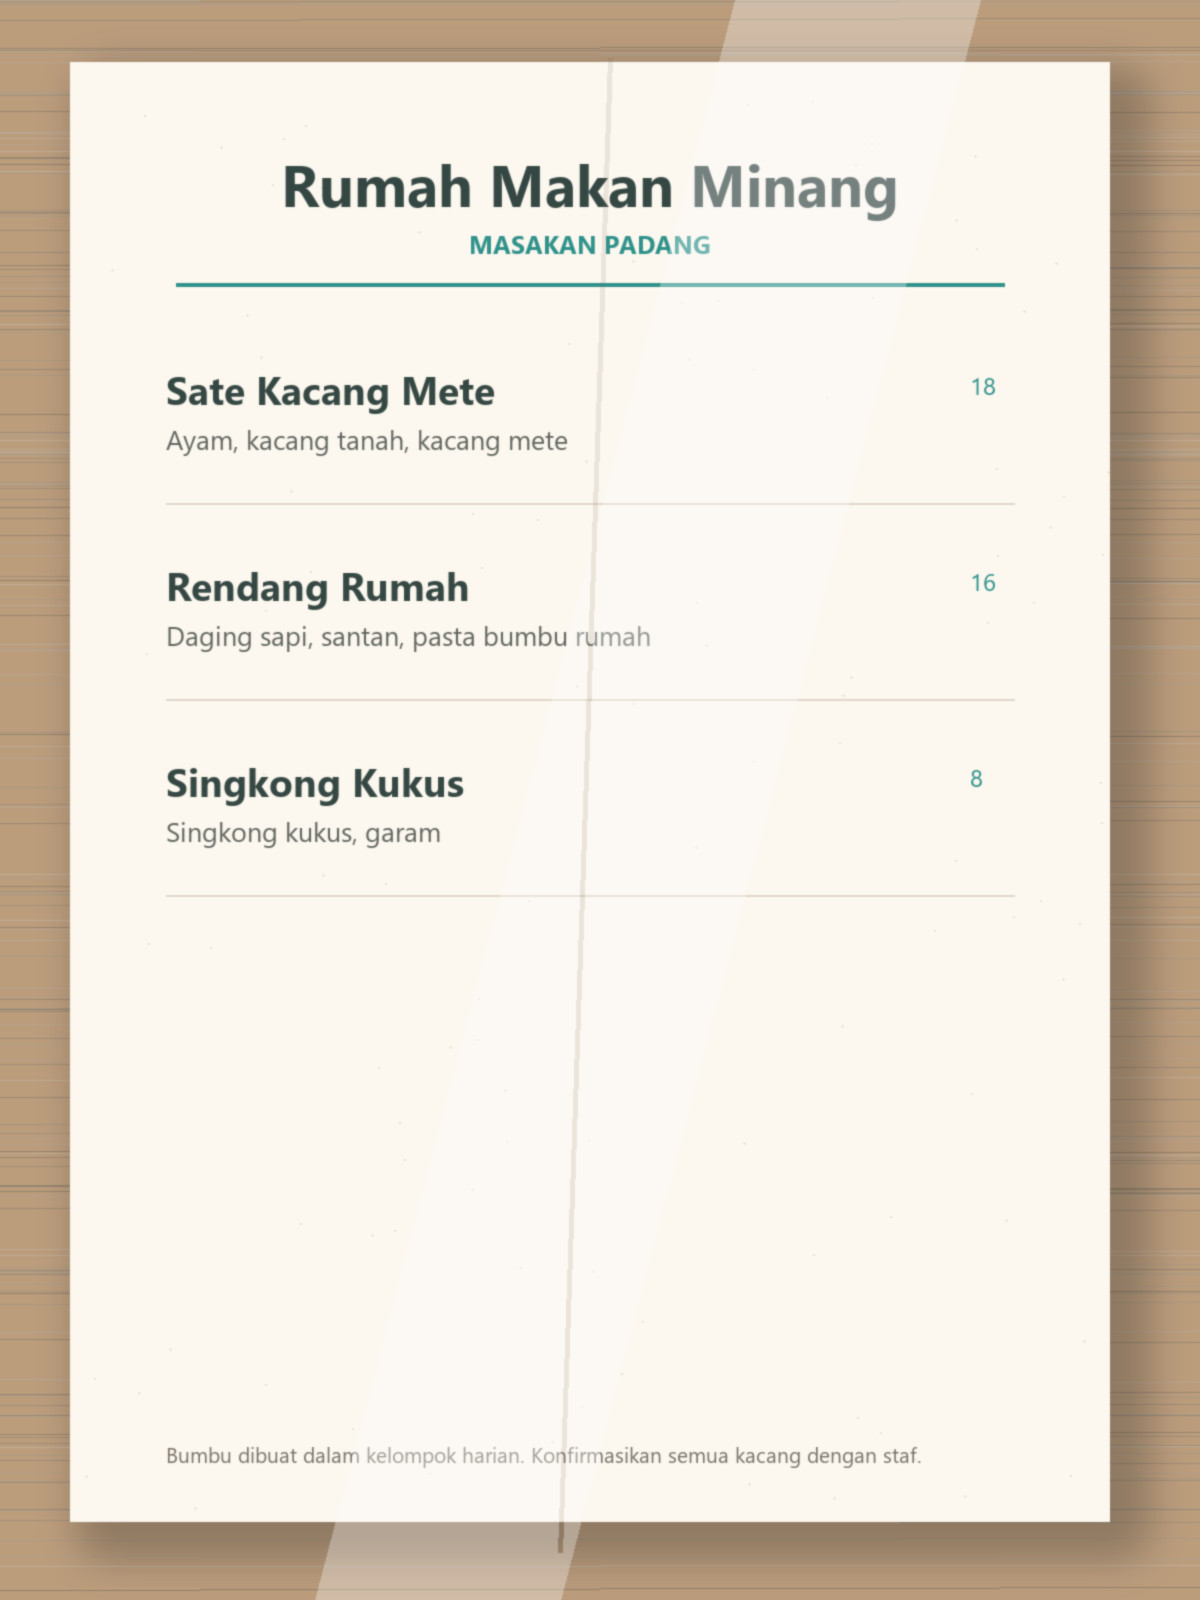 Rumah Makan Minang
MASAKAN PADANG
Sate Kacang Mete 18
Ayam, kacang tanah, kacang mete
Rendang Rumah 16
Daging sapi, santan, pasta bumbu rumah
Singkong Kukus 8
Singkong kukus, garam
Bumbu dibuat dalam kelompok harian. Konfirmasikan semua kacang dengan staf.